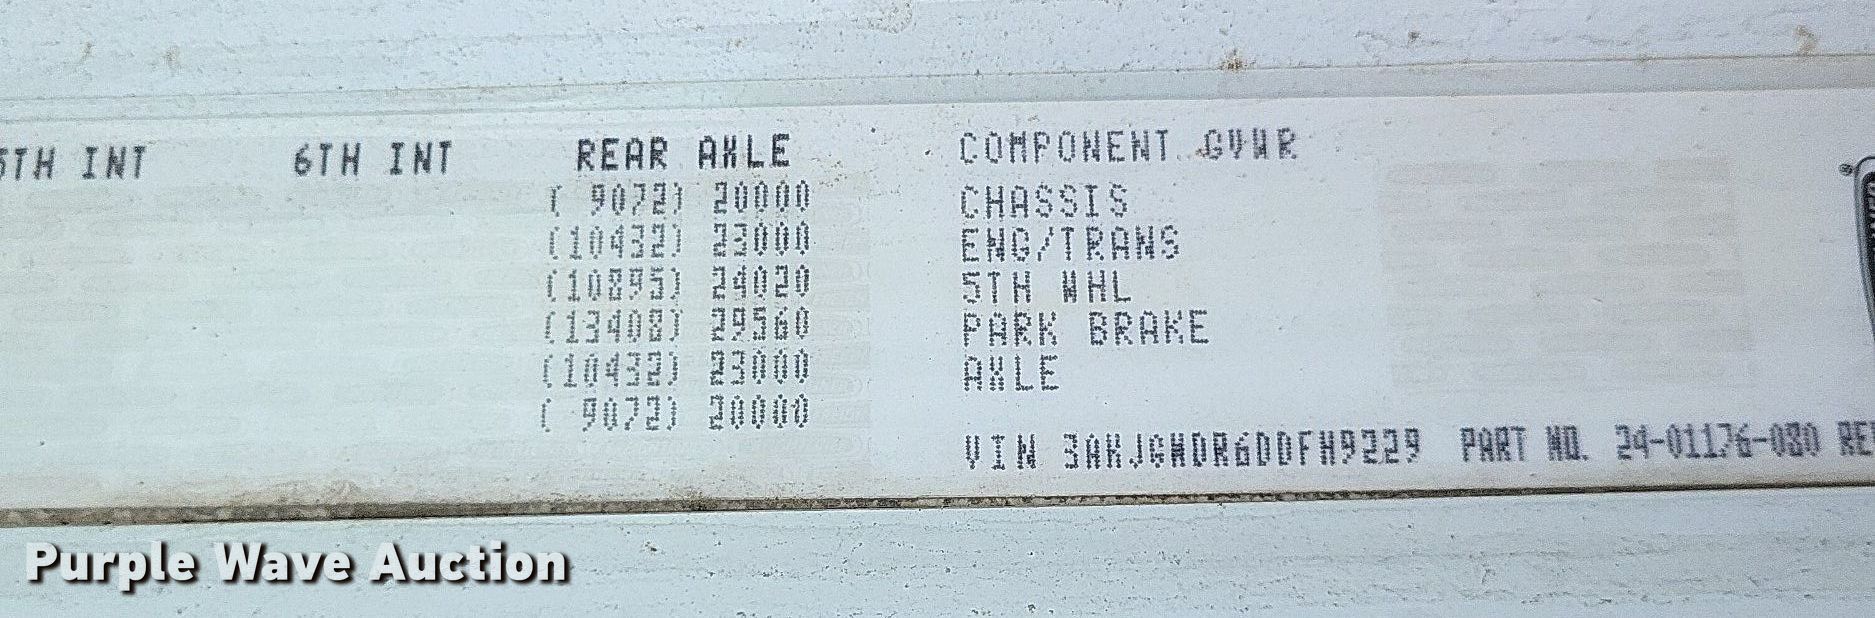 5TH INT 6TH INT REAR AXLE COMPONENT GVWR
( 9072) 20000 CHASSIS
(10432) 23000 ENG/TRANS
(10895) 24020 5TH WHL
(13408) 29560 PARK BRAKE
(10432) 23000 AXLE
( 9072) 20000
VIN 3AKJGHDR6DDFH9229 PART NO. 24-01176-080 RE
Purple Wave Auction